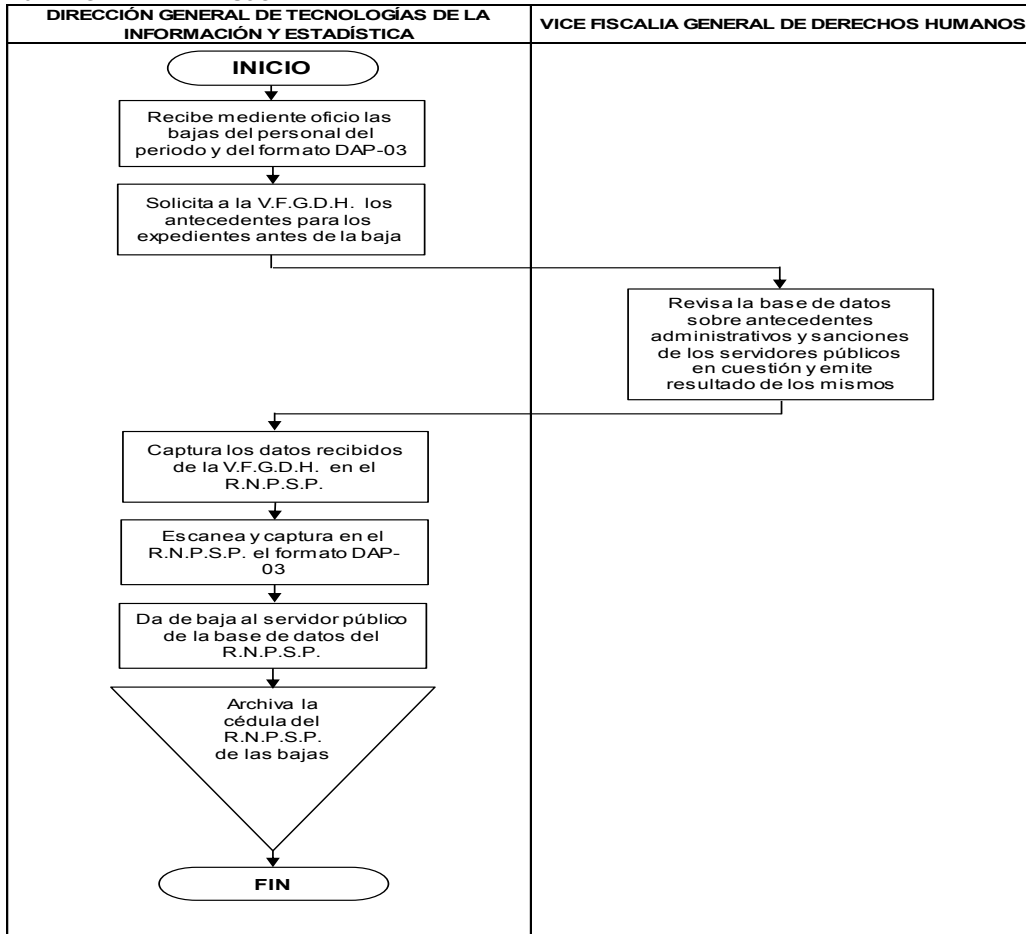 DIRECCIÓN GENERAL DE TECNOLOGÍAS DE LA
INFORMACIÓN Y ESTADÍSTICA
VICE FISCALIA GENERAL DE DERECHOS HUMANOS
INICIO
Recibe mediente oficio las
bajas del personal del
periodo y del formato DAP-03
Solicita a la V.F.G.D.H. los
antecedentes para los
expedientes antes de la baja
Revisa la base de datos
sobre antecedentes
administrativos y sanciones
de los servidores públicos
en cuestión y emite
resultado de los mismos
Captura los datos recibidos
de la V.F.G.D.H. en el
R.N.P.S.P.
Escanea y captura en el
R.N.P.S.P. el formato DAP-
03
Da de baja al servidor público
de la base de datos del
R.N.P.S.P.
Archiva la
cédula del
R.N.P.S.P.
de las bajas
FIN